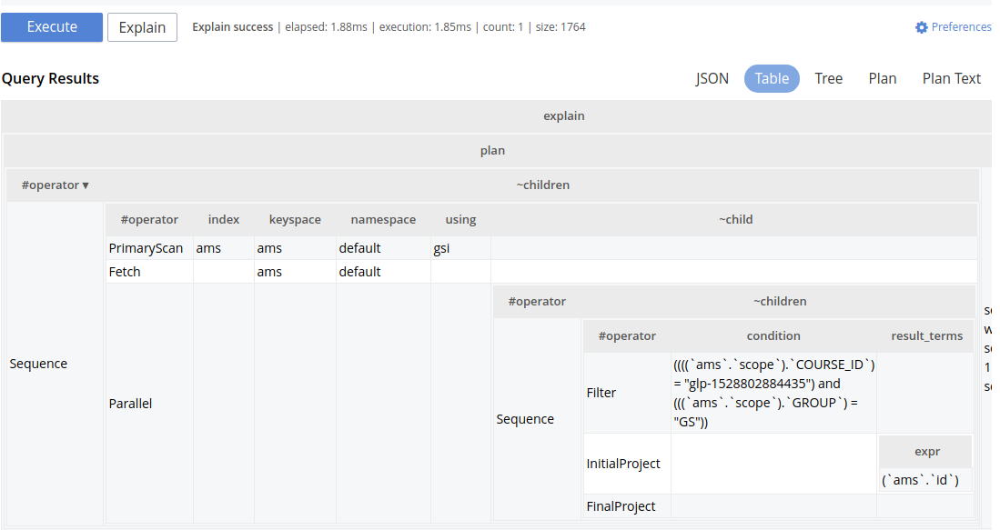 Execute Explain Explain success | elapsed: 1.88ms | execution: 1.85ms | count: 1 | size: 1764 Preferences
Query Results JSON Table Tree Plan Plan Text
explain
plan
#operator ▾ ~children
#operator index keyspace namespace using ~child
PrimaryScan ams ams default gsi
Fetch ams default
#operator ~children
#operator condition result_terms
Sequence
Parallel
Sequence
Filter
((((`ams`.`scope`).`COURSE_ID`)
= "glp-1528802884435") and
(((`ams`.`scope`).`GROUP`) =
"GS"))
InitialProject
expr
(`ams`.`id`)
FinalProject